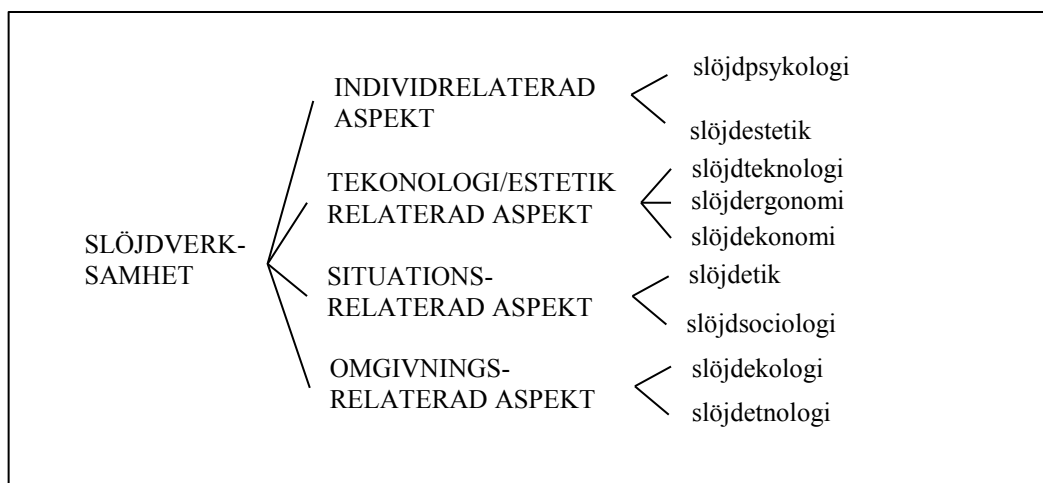 SLÖJDVERK-
SAMHET
INDIVIDRELATERAD
ASPEKT
slöjdpsykologi
slöjdestetik
TEKONOLOGI/ESTETIK
RELATERAD ASPEKT
slöjdteknologi
slöjdergonomi
slöjdekonomi
SITUATIONS-
RELATERAD ASPEKT
slöjdetik
slöjdsociologi
OMGIVNINGS-
RELATERAD ASPEKT
slöjdekologi
slöjdetnologi